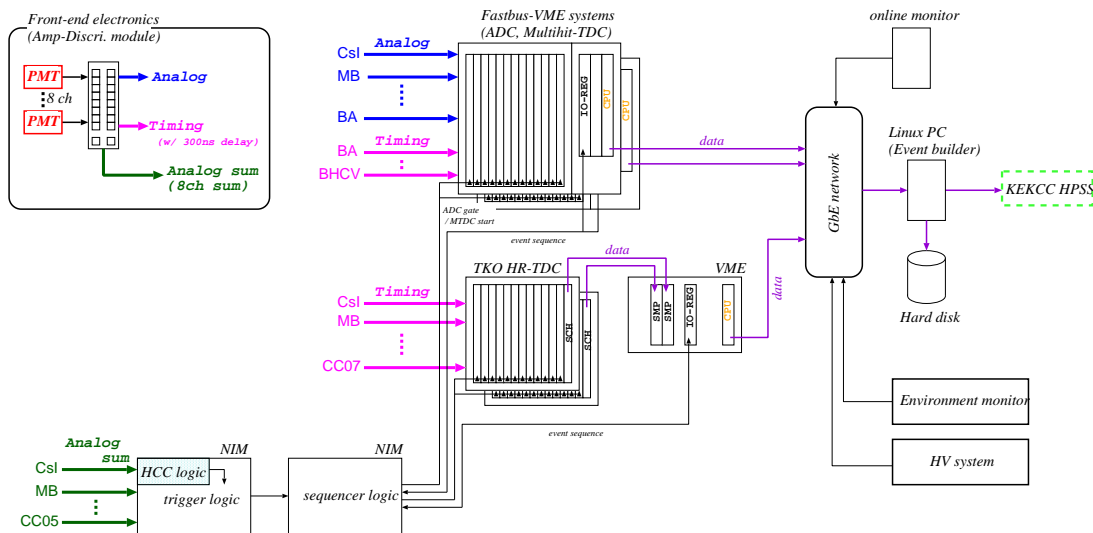 Front-end electronics
(Amp-Discri. module)
PMT
8 ch
PMT
Analog
Timing
(w/ 300ns delay)
Analog sum
(8ch sum)
Fastbus-VME systems
(ADC, Multihit-TDC)
Analog
CsI
MB
BA
Timing
BA
BHCV
IO-REG
CPU
CPU
ADC gate
/ MTDC start
event sequence
data
online monitor
GbE network
Linux PC
(Event builder)
KEKCC HPSS
Hard disk
TKO HR-TDC
data
VME
Timing
CsI
MB
CC07
SCH
SCH
SMP
SMP
IO-REG
CPU
data
event sequence
Environment monitor
HV system
Analog
sum
CsI
MB
CC05
NIM
HCC logic
trigger logic
NIM
sequencer logic